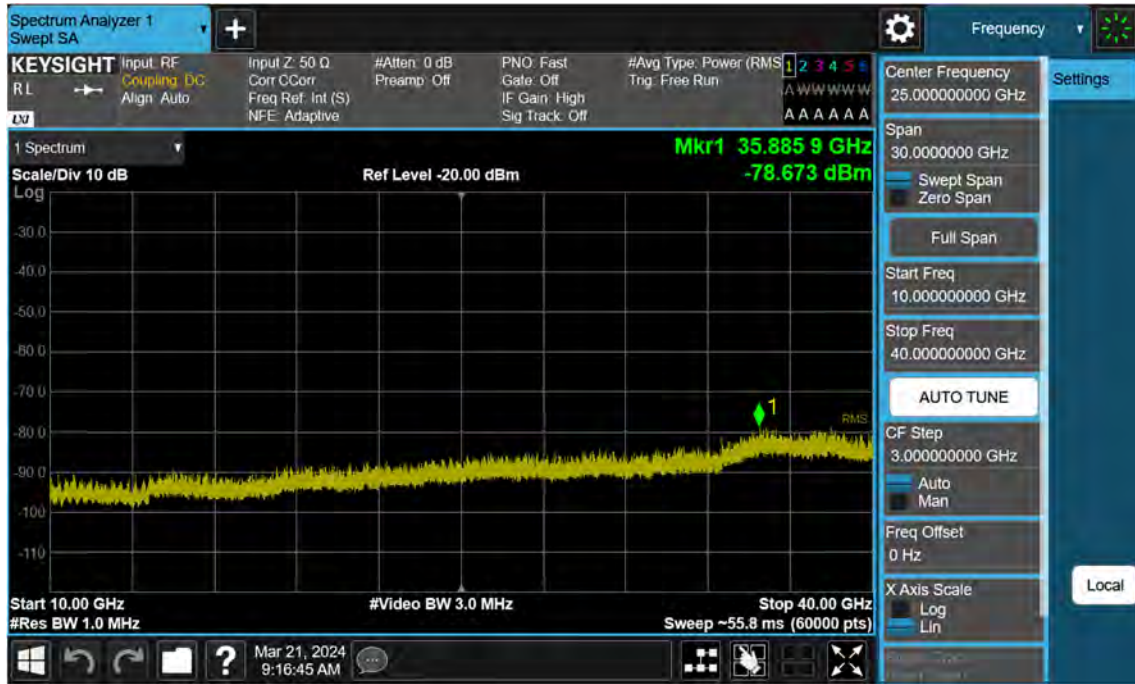 Spectrum Analyzer 1
Swept SA
+
Frequency
KEYSIGHT
RL
LXI
Input: RF
Coupling: DC
Align: Auto
Input Z: 50 Ω
Corr CCorr
Freq Ref: Int (S)
NFE: Adaptive
#Atten: 0 dB
Preamp: Off
PNO: Fast
Gate: Off
IF Gain: High
Sig Track: Off
#Avg Type: Power (RMS
Trig: Free Run
1 2 3 4 5 6
A W W W W W
A A A A A A
Center Frequency
25.000000000 GHz
Settings
1 Spectrum
Mkr1 35.885 9 GHz
-78.673 dBm
Scale/Div 10 dB
Ref Level -20.00 dBm
Log
-30.0
-40.0
-50.0
-60.0
-70.0
-80.0
-90.0
-100
-110
1
RMS
Span
30.0000000 GHz
Swept Span
Zero Span
Full Span
Start Freq
10.000000000 GHz
Stop Freq
40.000000000 GHz
AUTO TUNE
CF Step
3.000000000 GHz
Auto
Man
Freq Offset
0 Hz
X Axis Scale
Log
Lin
Local
Start 10.00 GHz
#Video BW 3.0 MHz
Stop 40.00 GHz
#Res BW 1.0 MHz
Sweep ~55.8 ms (60000 pts)
?
Mar 21, 2024
9:16:45 AM